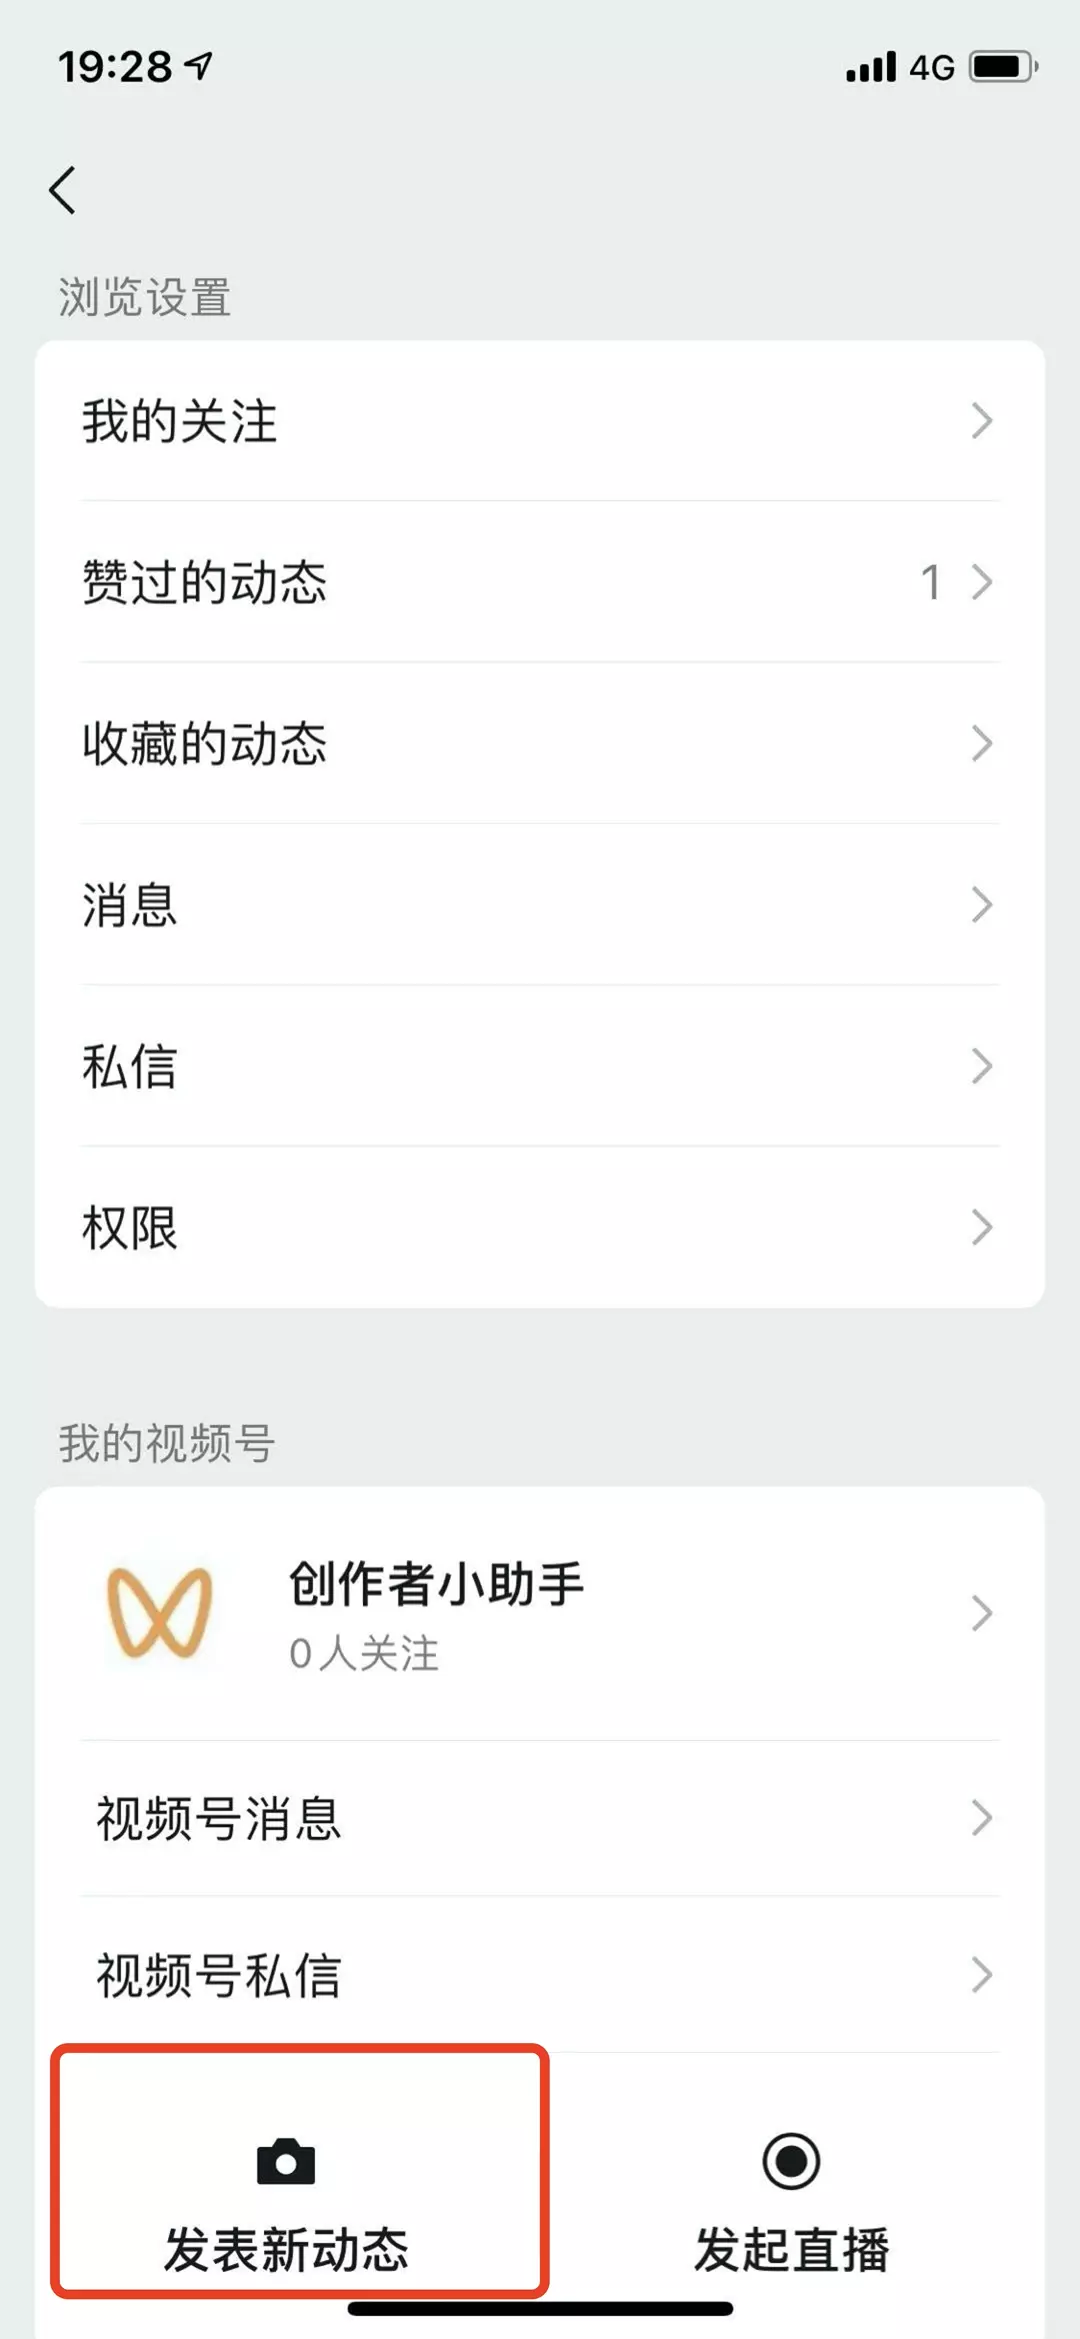 19:28
4G
浏览设置
我的关注
赞过的动态
1
收藏的动态
消息
私信
权限
我的视频号
创作者小助手
0人关注
视频号消息
视频号私信
发表新动态
发起直播